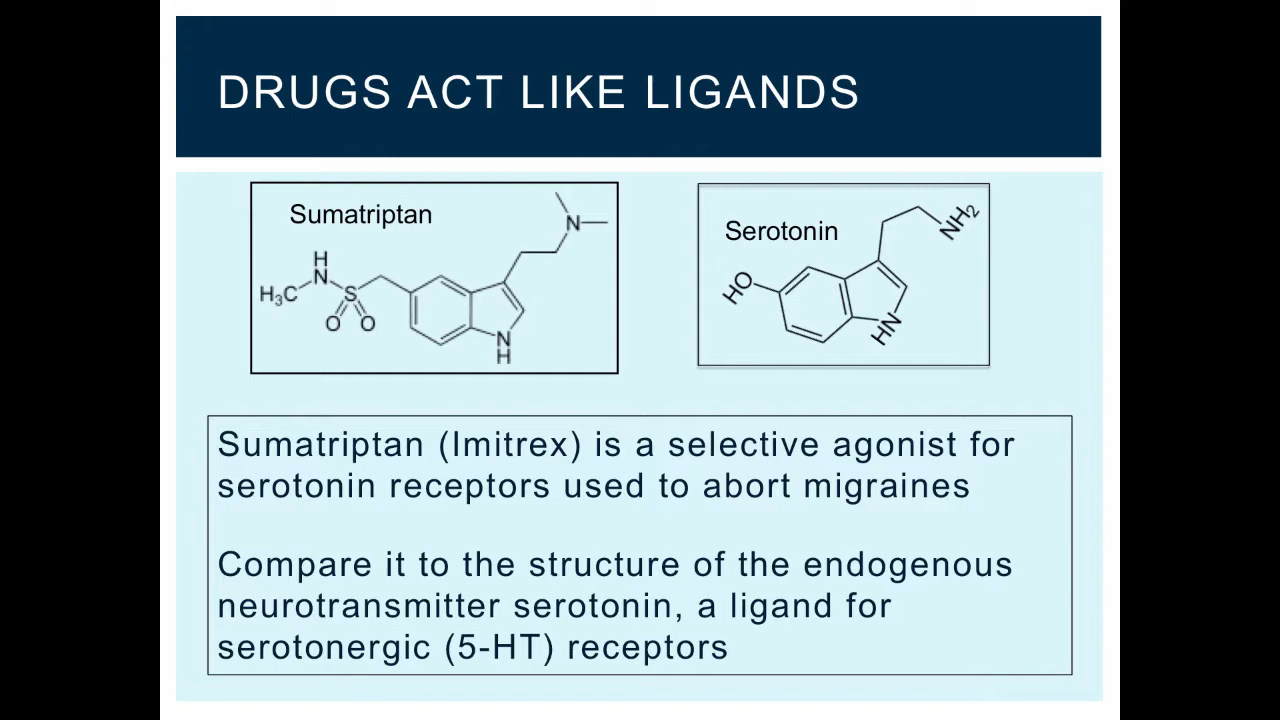 DRUGS ACT LIKE LIGANDS
Sumatriptan
N
H
N
H₃C
S
O O
N
H
Serotonin
NH₂
HO
HN
Sumatriptan (Imitrex) is a selective agonist for
serotonin receptors used to abort migraines
Compare it to the structure of the endogenous
neurotransmitter serotonin, a ligand for
serotonergic (5-HT) receptors